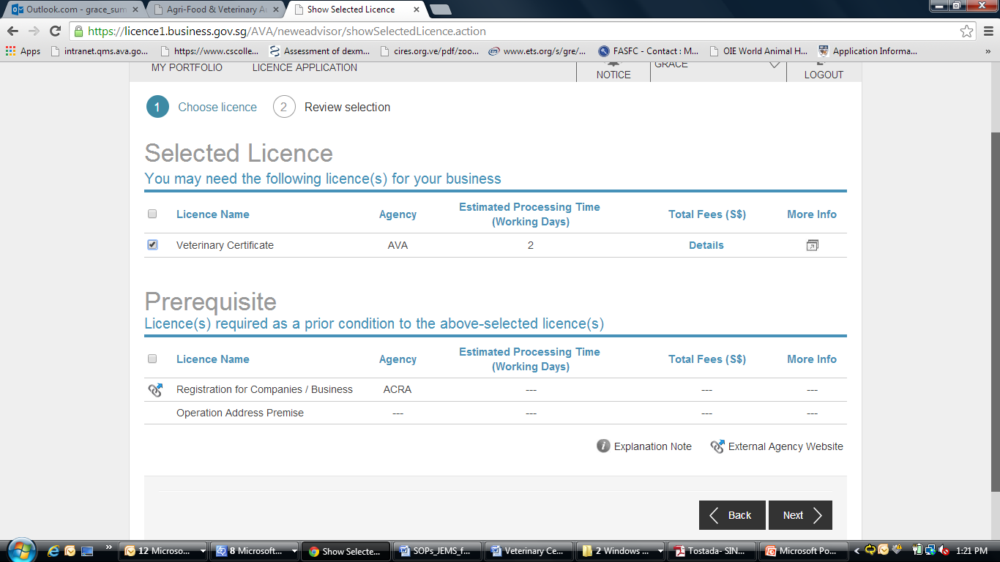 Outlook.com - grace_sum
Agri-Food & Veterinary A
Show Selected Licence
https://licence1.business.gov.sg/AVA/neweadvisor/showSelectedLicence.action
Apps
intranet.qms.ava.go...
https://www.cscolle...
Assessment of dexm...
cires.org.ve/pdf/zoo...
www.ets.org/s/gre/...
FASFC - Contact : M...
OIE World Animal H...
Application Informa...
»
MY PORTFOLIO LICENCE APPLICATION NOTICE GRACE LOGOUT
1 Choose licence 2 Review selection
Selected Licence
You may need the following licence(s) for your business
Licence Name Agency Estimated Processing Time (Working Days) Total Fees (S$) More Info
Veterinary Certificate AVA 2 Details
Prerequisite
Licence(s) required as a prior condition to the above-selected licence(s)
Licence Name Agency Estimated Processing Time (Working Days) Total Fees (S$) More Info
Registration for Companies / Business ACRA --- --- ---
Operation Address Premise --- --- --- ---
i Explanation Note External Agency Website
Back Next
» 12 Microso... 8 Microsoft... Show Selecte... SOPs_JEMS_f... Veterinary Ce... 2 Windows ... Tostada- SIN... Microsoft Po... 1:21 PM